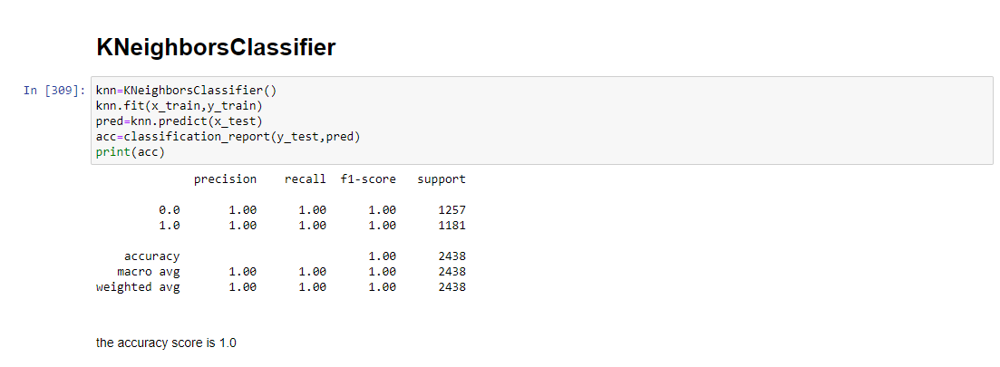 KNeighborsClassifier
In [309]: knn=KNeighborsClassifier()
knn.fit(x_train,y_train)
pred=knn.predict(x_test)
acc=classification_report(y_test,pred)
print(acc)
precision recall f1-score support
0.0 1.00 1.00 1.00 1257
1.0 1.00 1.00 1.00 1181
accuracy 1.00 2438
macro avg 1.00 1.00 1.00 2438
weighted avg 1.00 1.00 1.00 2438
the accuracy score is 1.0